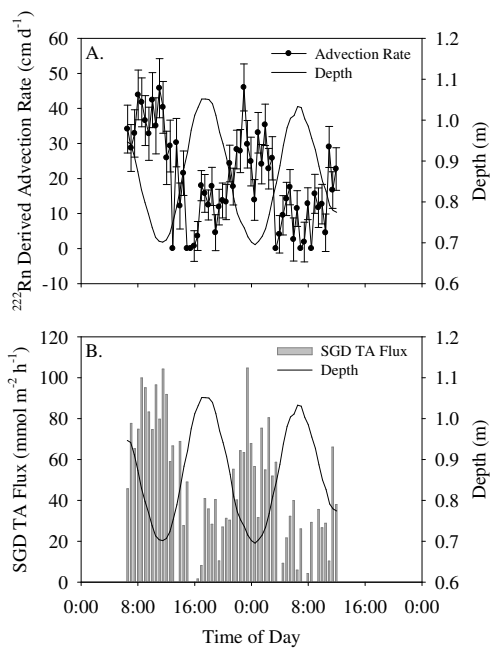 A.
Advection Rate
Depth
60
50
40
30
20
10
0
-10
²²²Rn Derived Advection Rate (cm d⁻¹)
1.2
1.1
1.0
0.9
0.8
0.7
0.6
Depth (m)
B.
SGD TA Flux
Depth
120
100
80
60
40
20
0
SGD TA Flux (mmol m⁻² h⁻¹)
1.2
1.1
1.0
0.9
0.8
0.7
0.6
Depth (m)
0:00 8:00 16:00 0:00 8:00 16:00 0:00
Time of Day